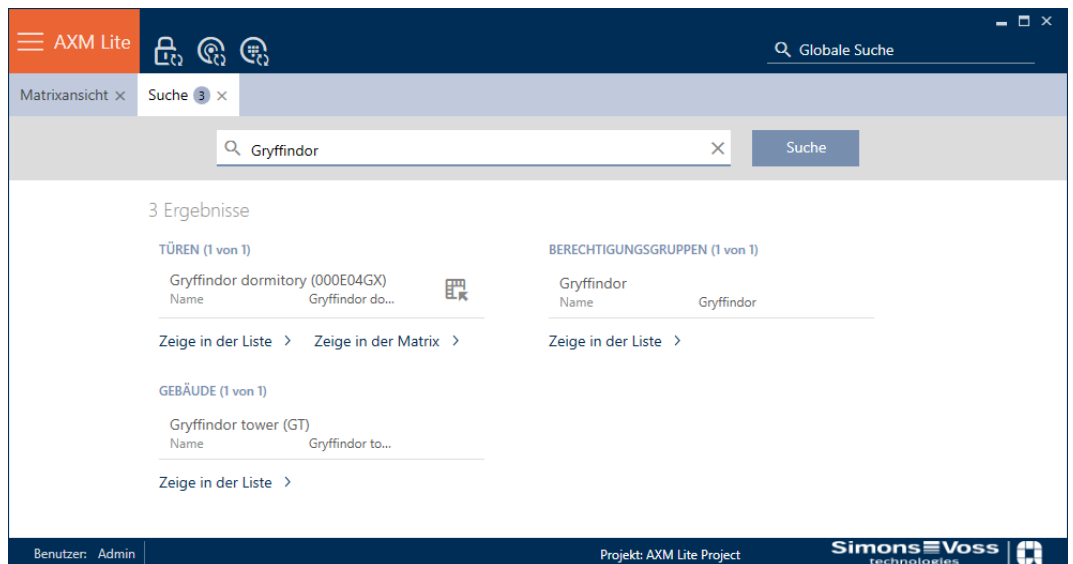 AXM Lite
Globale Suche
Matrixansicht
Suche 3
Gryffindor
Suche
3 Ergebnisse
TÜREN (1 von 1)
Gryffindor dormitory (000E04GX)
Name Gryffindor do...
Zeige in der Liste
Zeige in der Matrix
BERECHTIGUNGSGRUPPEN (1 von 1)
Gryffindor
Name Gryffindor
Zeige in der Liste
GEBÄUDE (1 von 1)
Gryffindor tower (GT)
Name Gryffindor to...
Zeige in der Liste
Benutzer: Admin
Projekt: AXM Lite Project
Simons Voss
technologies